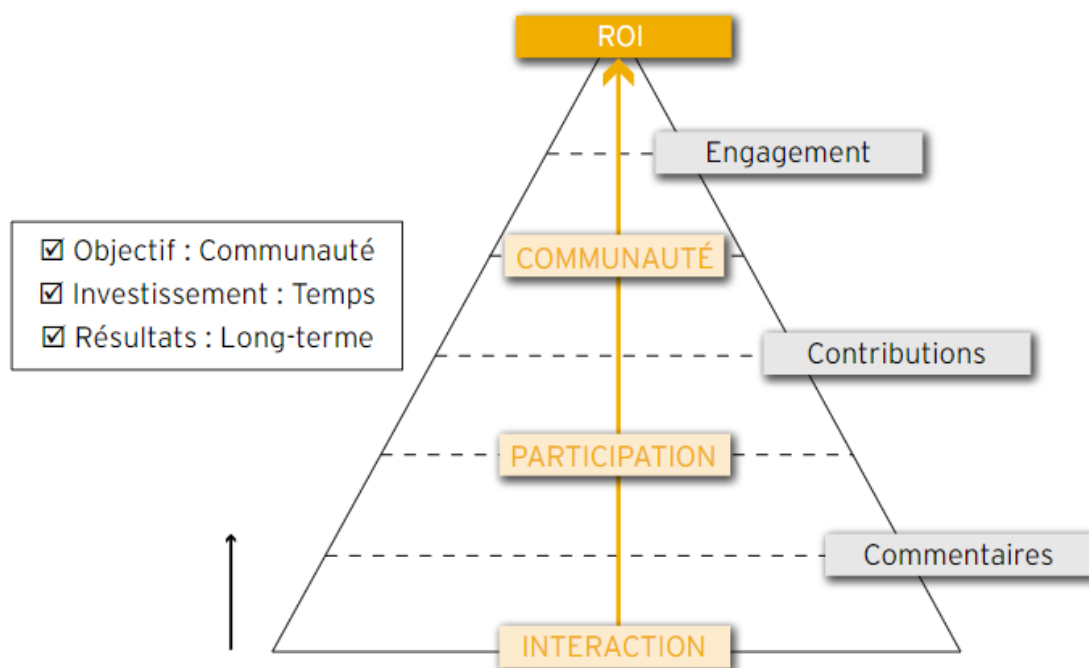 ROI
Engagement
COMMUNAUTÉ
☑ Objectif : Communauté
☑ Investissement : Temps
☑ Résultats : Long-terme
Contributions
PARTICIPATION
Commentaires
INTERACTION